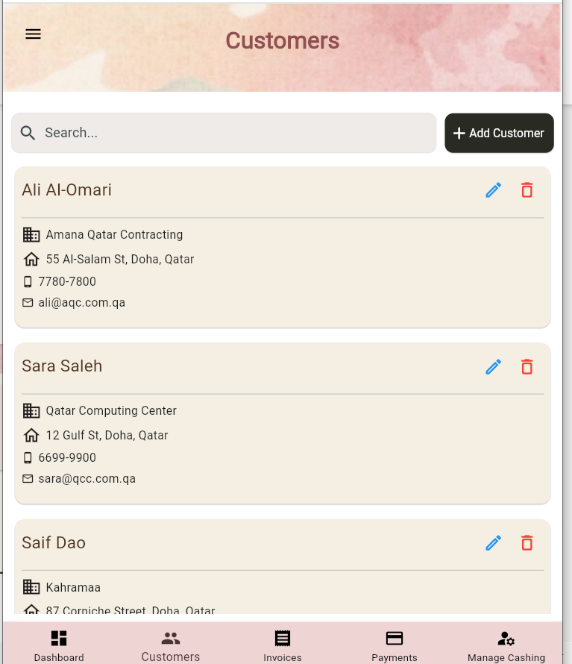 Customers
Search...
+ Add Customer
Ali Al-Omari
Amana Qatar Contracting
55 Al-Salam St, Doha, Qatar
7780-7800
ali@aqc.com.qa
Sara Saleh
Qatar Computing Center
12 Gulf St, Doha, Qatar
6699-9900
sara@qcc.com.qa
Saif Dao
Kahramaa
87 Corniche Street, Doha, Qatar
Dashboard
Customers
Invoices
Payments
Manage Cashing